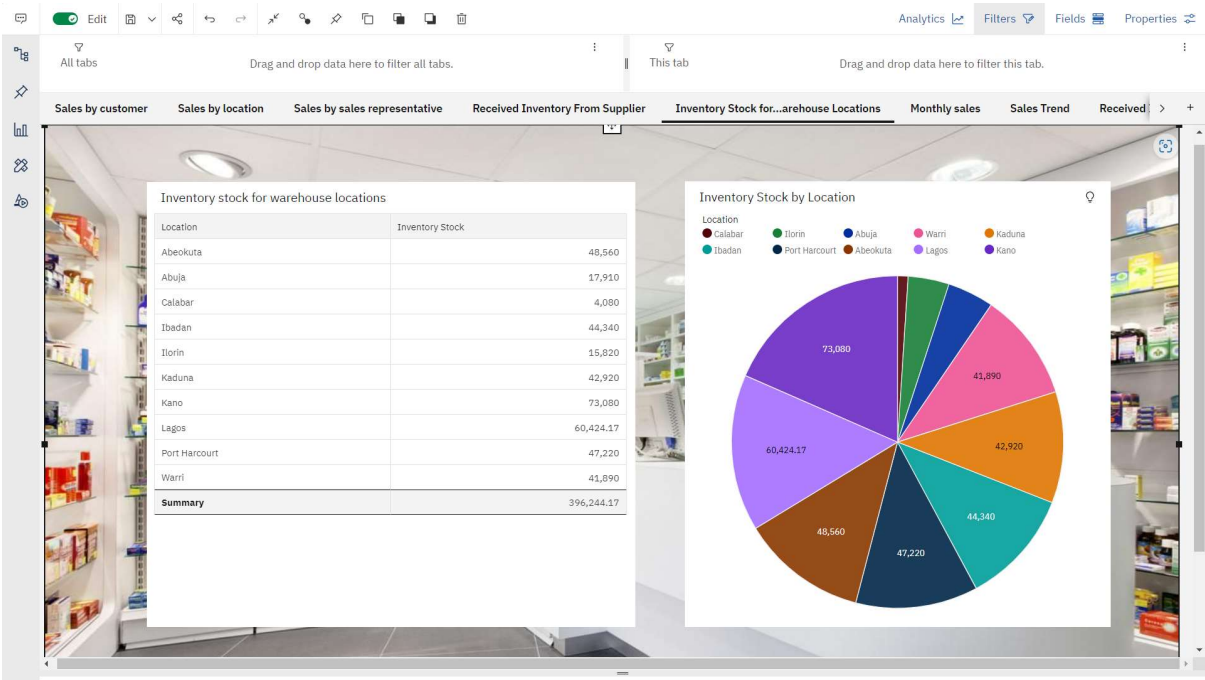 Edit
Analytics
Filters
Fields
Properties
All tabs
Drag and drop data here to filter all tabs.
This tab
Drag and drop data here to filter this tab.
Sales by customer
Sales by location
Sales by sales representative
Received Inventory From Supplier
Inventory Stock for...arehouse Locations
Monthly sales
Sales Trend
Received
Inventory stock for warehouse locations
Location Inventory Stock
Abeokuta 48,560
Abuja 17,910
Calabar 4,080
Ibadan 44,340
Ilorin 15,820
Kaduna 42,920
Kano 73,080
Lagos 60,424.17
Port Harcourt 47,220
Warri 41,890
Summary 396,244.17
Inventory Stock by Location
Location
Calabar Ilorin Abuja Warri Kaduna
Ibadan Port Harcourt Abeokuta Lagos Kano
73,080
41,890
60,424.17
42,920
44,340
48,560
47,220